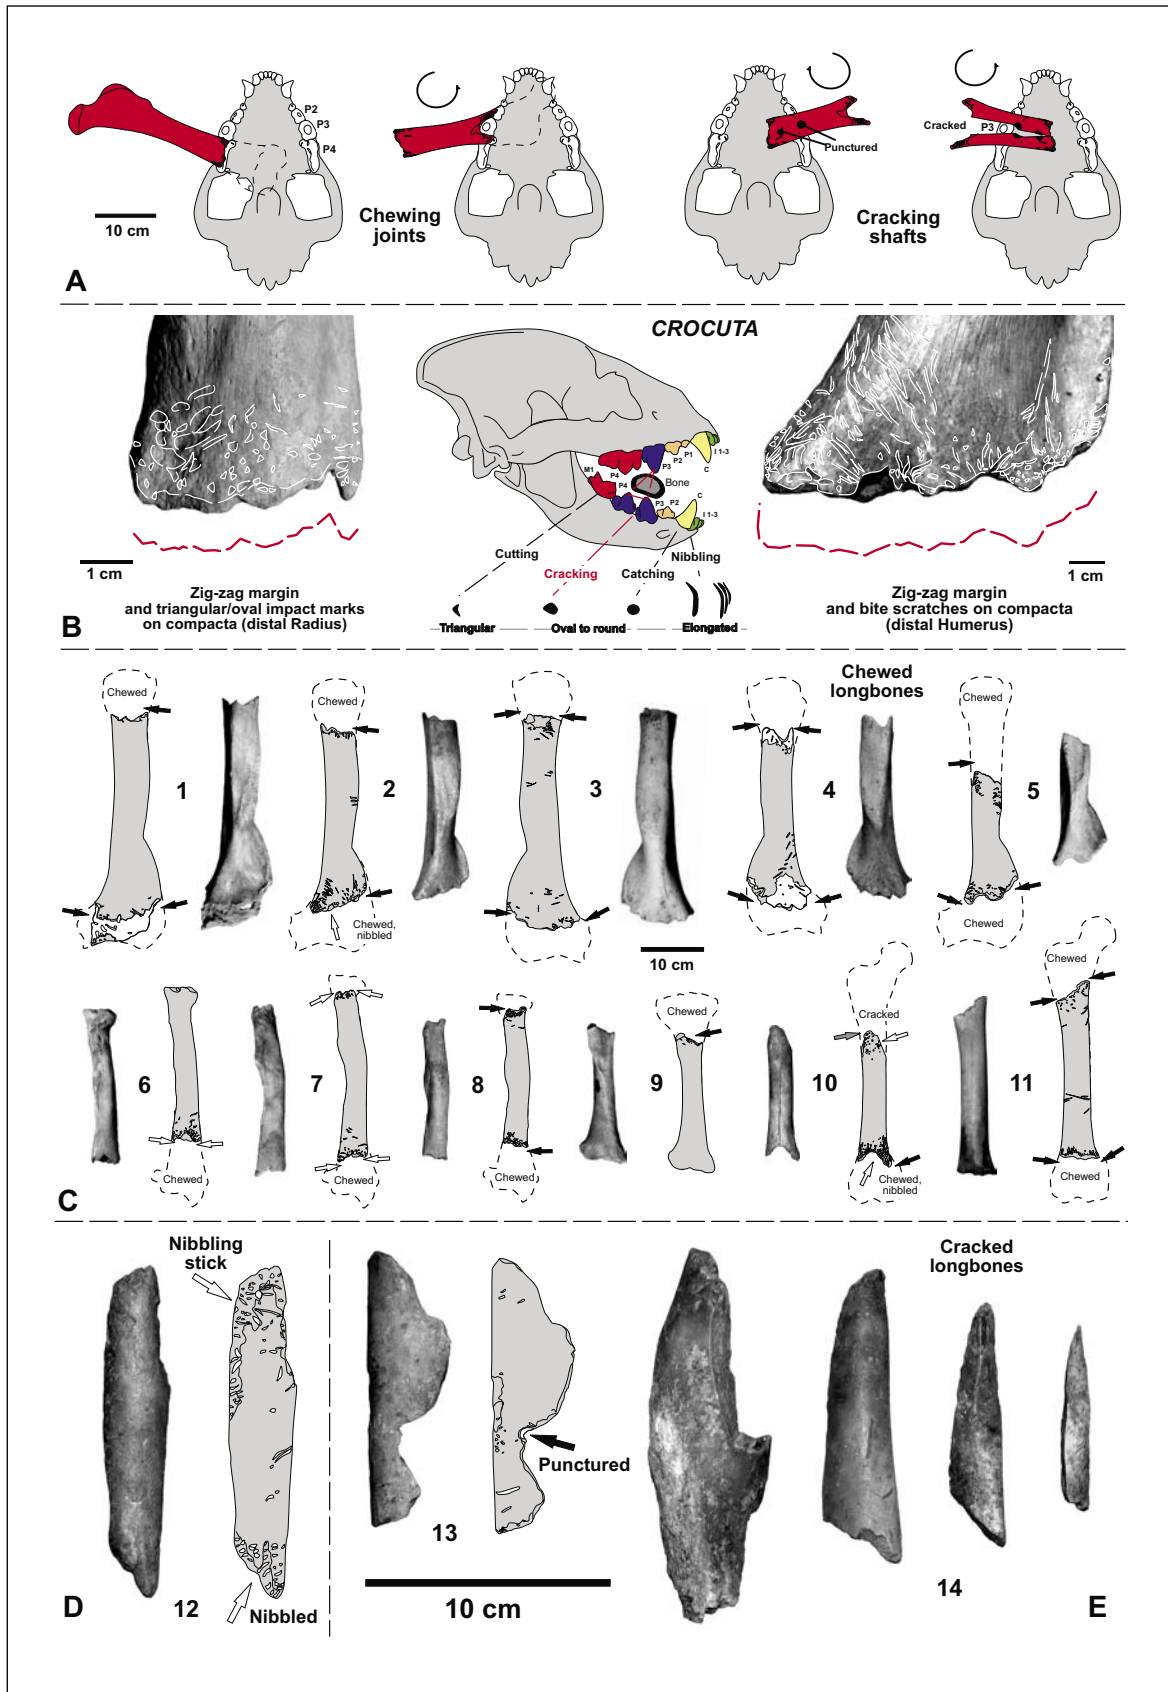 P2
P3
P4
10 cm
Chewing
joints
Punctured
Cracking
shafts
Cracked
P3
A
CROCUTA
M1
P4
P3
P2
P1
C
I 1-3
Bone
P4
P3
P2
C
I 1-3
Cutting
Cracking
Catching
Nibbling
Triangular
Oval to round
Elongated
1 cm
Zig-zag margin
and triangular/oval impact marks
on compacta (distal Radius)
1 cm
Zig-zag margin
and bite scratches on compacta
(distal Humerus)
B
Chewed
longbones
Chewed
1
Chewed
2
Chewed,
nibbled
Chewed
3
10 cm
Chewed
4
Chewed
5
Chewed
6
Chewed
7
Chewed
Chewed
8
Chewed
9
Chewed
10
Cracked
Chewed,
nibbled
11
Chewed
Chewed
C
Nibbling
stick
12
Nibbled
D
Punctured
13
10 cm
Cracked
longbones
14
E